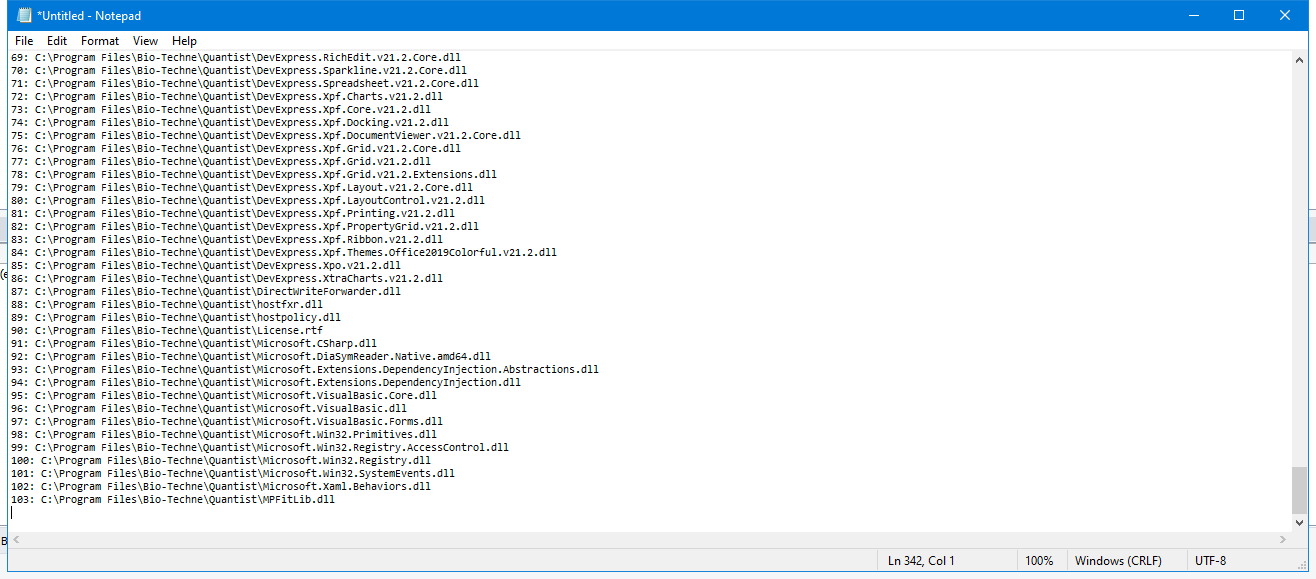 *Untitled - Notepad
File Edit Format View Help
69: C:\Program Files\Bio-Techne\Quantist\DevExpress.RichEdit.v21.2.Core.dll
70: C:\Program Files\Bio-Techne\Quantist\DevExpress.Sparkline.v21.2.Core.dll
71: C:\Program Files\Bio-Techne\Quantist\DevExpress.Spreadsheet.v21.2.Core.dll
72: C:\Program Files\Bio-Techne\Quantist\DevExpress.Xpf.Charts.v21.2.dll
73: C:\Program Files\Bio-Techne\Quantist\DevExpress.Xpf.Core.v21.2.dll
74: C:\Program Files\Bio-Techne\Quantist\DevExpress.Xpf.Docking.v21.2.dll
75: C:\Program Files\Bio-Techne\Quantist\DevExpress.Xpf.DocumentViewer.v21.2.Core.dll
76: C:\Program Files\Bio-Techne\Quantist\DevExpress.Xpf.Grid.v21.2.Core.dll
77: C:\Program Files\Bio-Techne\Quantist\DevExpress.Xpf.Grid.v21.2.dll
78: C:\Program Files\Bio-Techne\Quantist\DevExpress.Xpf.Grid.v21.2.Extensions.dll
79: C:\Program Files\Bio-Techne\Quantist\DevExpress.Xpf.Layout.v21.2.Core.dll
80: C:\Program Files\Bio-Techne\Quantist\DevExpress.Xpf.LayoutControl.v21.2.dll
81: C:\Program Files\Bio-Techne\Quantist\DevExpress.Xpf.Printing.v21.2.dll
82: C:\Program Files\Bio-Techne\Quantist\DevExpress.Xpf.PropertyGrid.v21.2.dll
83: C:\Program Files\Bio-Techne\Quantist\DevExpress.Xpf.Ribbon.v21.2.dll
84: C:\Program Files\Bio-Techne\Quantist\DevExpress.Xpf.Themes.Office2019Colorful.v21.2.dll
85: C:\Program Files\Bio-Techne\Quantist\DevExpress.Xpo.v21.2.dll
86: C:\Program Files\Bio-Techne\Quantist\DevExpress.XtraCharts.v21.2.dll
87: C:\Program Files\Bio-Techne\Quantist\DirectWriteForwarder.dll
88: C:\Program Files\Bio-Techne\Quantist\hostfxr.dll
89: C:\Program Files\Bio-Techne\Quantist\hostpolicy.dll
90: C:\Program Files\Bio-Techne\Quantist\License.rtf
91: C:\Program Files\Bio-Techne\Quantist\Microsoft.CSharp.dll
92: C:\Program Files\Bio-Techne\Quantist\Microsoft.DiaSymReader.Native.amd64.dll
93: C:\Program Files\Bio-Techne\Quantist\Microsoft.Extensions.DependencyInjection.Abstractions.dll
94: C:\Program Files\Bio-Techne\Quantist\Microsoft.Extensions.DependencyInjection.dll
95: C:\Program Files\Bio-Techne\Quantist\Microsoft.VisualBasic.Core.dll
96: C:\Program Files\Bio-Techne\Quantist\Microsoft.VisualBasic.dll
97: C:\Program Files\Bio-Techne\Quantist\Microsoft.VisualBasic.Forms.dll
98: C:\Program Files\Bio-Techne\Quantist\Microsoft.Win32.Primitives.dll
99: C:\Program Files\Bio-Techne\Quantist\Microsoft.Win32.Registry.AccessControl.dll
100: C:\Program Files\Bio-Techne\Quantist\Microsoft.Win32.Registry.dll
101: C:\Program Files\Bio-Techne\Quantist\Microsoft.Win32.SystemEvents.dll
102: C:\Program Files\Bio-Techne\Quantist\Microsoft.Xaml.Behaviors.dll
103: C:\Program Files\Bio-Techne\Quantist\MPFitLib.dll
Ln 342, Col 1 100% Windows (CRLF) UTF-8